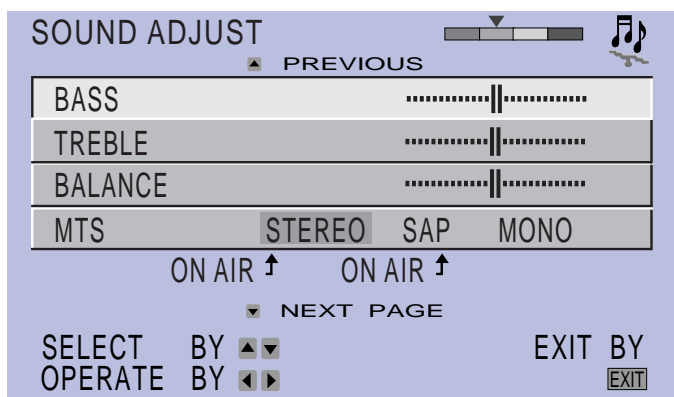 SOUND ADJUST
PREVIOUS
BASS
TREBLE
BALANCE
MTS STEREO SAP MONO
ON AIR ON AIR
NEXT PAGE
SELECT BY EXIT BY
OPERATE BY EXIT